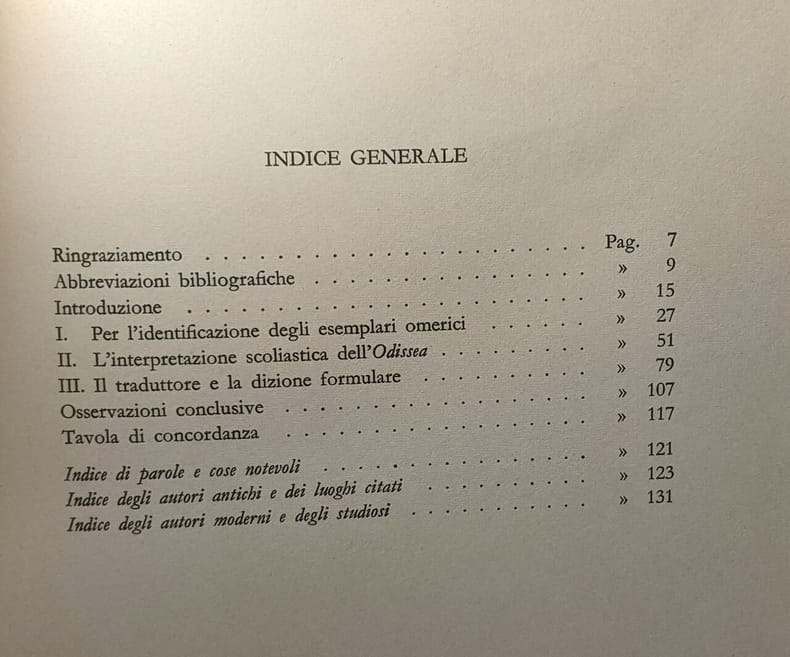 INDICE GENERALE
Ringraziamento . . . . . . . . . . . . . . . . . . . . . Pag. 7
Abbreviazioni bibliografiche . . . . . . . . . . . . . . . » 9
Introduzione . . . . . . . . . . . . . . . . . . . . . . » 15
I. Per l'identificazione degli esemplari omerici . . . . . . » 27
II. L'interpretazione scoliastica dell'Odissea . . . . . . . . » 51
III. Il traduttore e la dizione formulare . . . . . . . . . » 79
Osservazioni conclusive . . . . . . . . . . . . . . . . . » 107
Tavola di concordanza . . . . . . . . . . . . . . . . . » 117
Indice di parole e cose notevoli . . . . . . . . . . . . . . » 121
Indice degli autori antichi e dei luoghi citati . . . . . . . . » 123
Indice degli autori moderni e degli studiosi . . . . . . . . . » 131